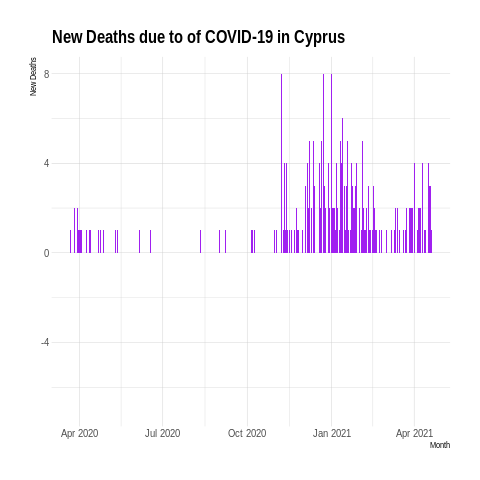 New Deaths due to of COVID-19 in Cyprus
New Deaths
8
4
0
-4
Apr 2020 Jul 2020 Oct 2020 Jan 2021 Apr 2021
Month